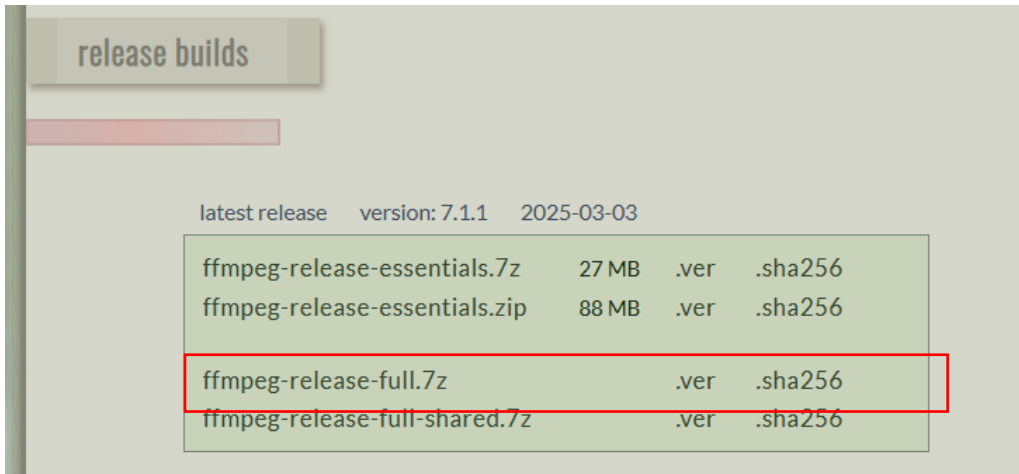 release builds
latest release version: 7.1.1 2025-03-03
ffmpeg-release-essentials.7z 27 MB .ver .sha256
ffmpeg-release-essentials.zip 88 MB .ver .sha256
ffmpeg-release-full.7z .ver .sha256
ffmpeg-release-full-shared.7z .ver .sha256